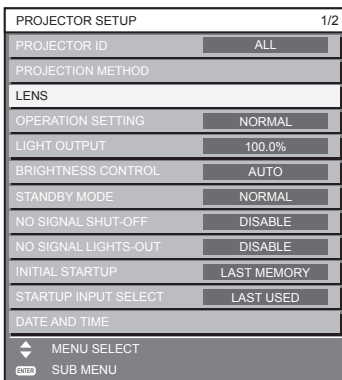 PROJECTOR SETUP 1/2
PROJECTOR ID ALL
PROJECTION METHOD
LENS
OPERATION SETTING NORMAL
LIGHT OUTPUT 100.0%
BRIGHTNESS CONTROL AUTO
STANDBY MODE NORMAL
NO SIGNAL SHUT-OFF DISABLE
NO SIGNAL LIGHTS-OUT DISABLE
INITIAL STARTUP LAST MEMORY
STARTUP INPUT SELECT LAST USED
DATE AND TIME
MENU SELECT
ENTER SUB MENU